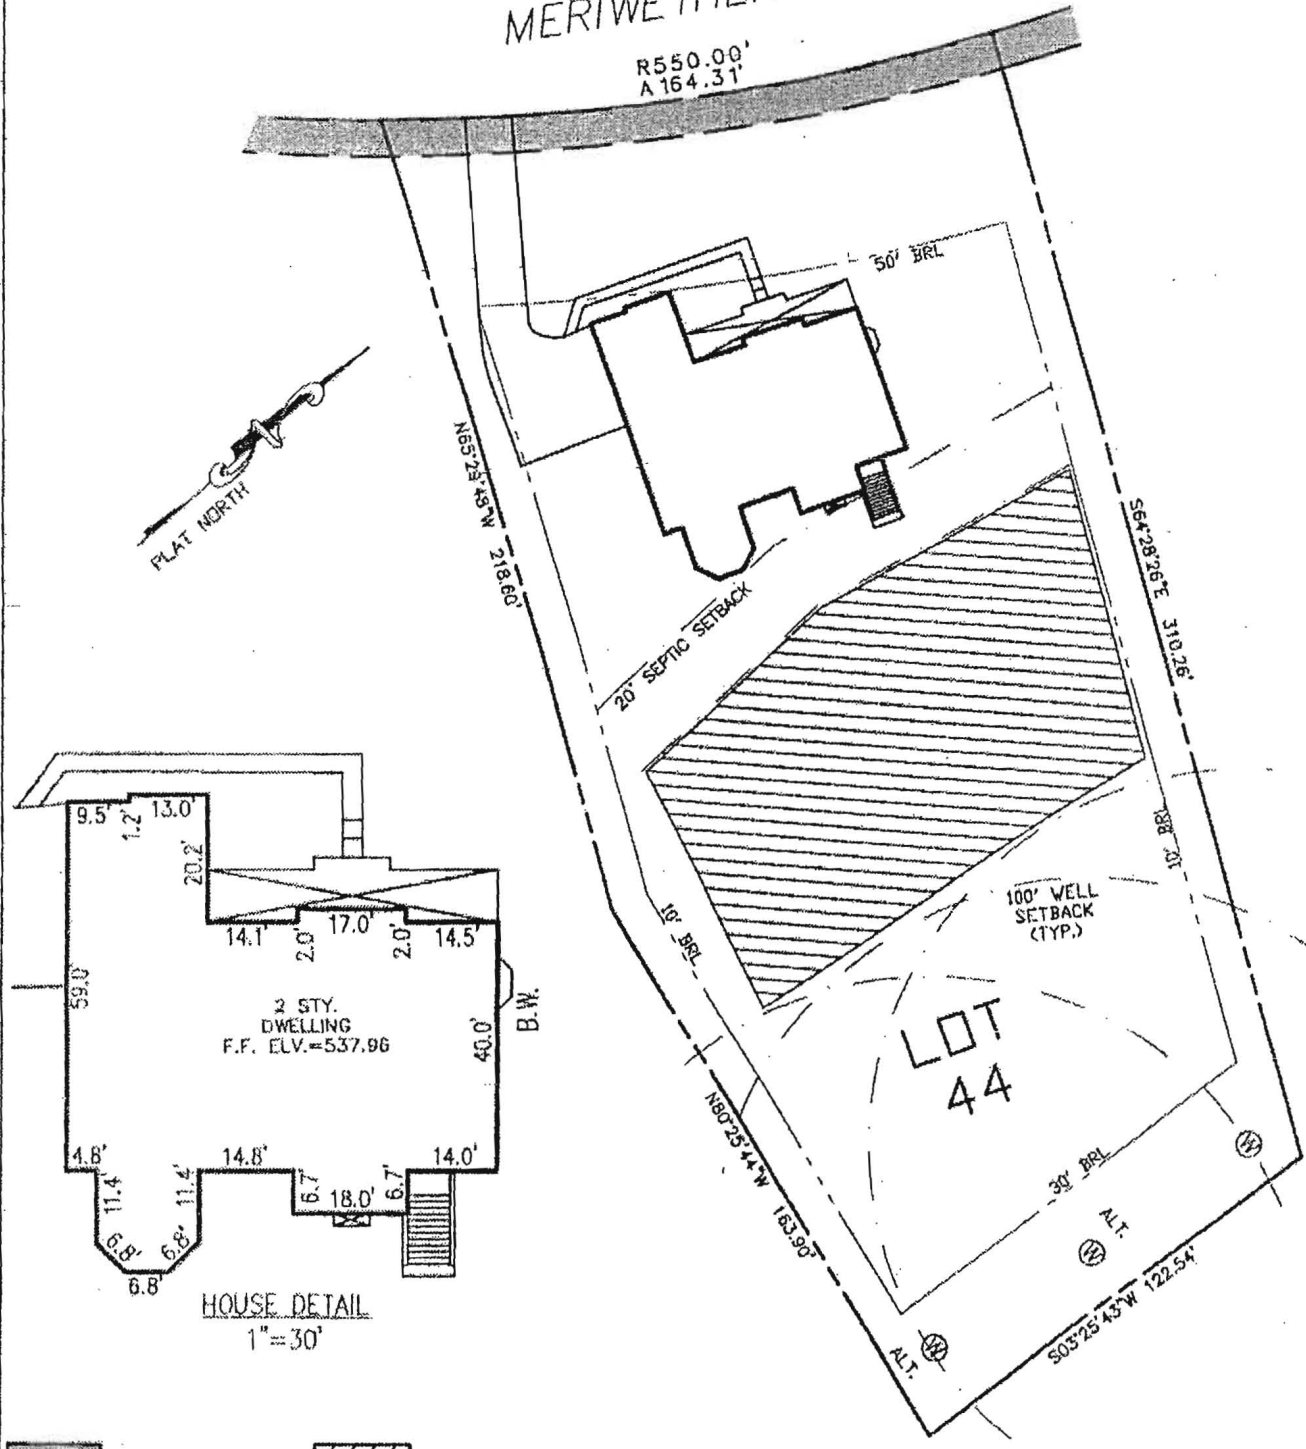 R550.00'
A 164.31'
50' BRL
PLAT NORTH
N65°29'48"W 218.60'
S64°28'26"E 310.26'
20' SEPTIC SETBACK
10' BRL
10' BRL
100' WELL
SETBACK
(TYP.)
LOT
44
30' BRL
N80°25'44"W 163.90'
W
ALT.
W
ALT.
W
S03°25'43"W 122.54'
9.5'
1.2'
13.0'
20.2'
14.1'
2.0'
17.0'
2.0'
14.5'
59.0'
2 STY.
DWELLING
F.F. ELV.=537.96
40.0'
B.W.
4.8'
11.4'
11.4'
14.8'
6.7'
18.0'
6.7'
14.0'
6.8'
6.8'
6.8'
HOUSE DETAIL
1"=30'